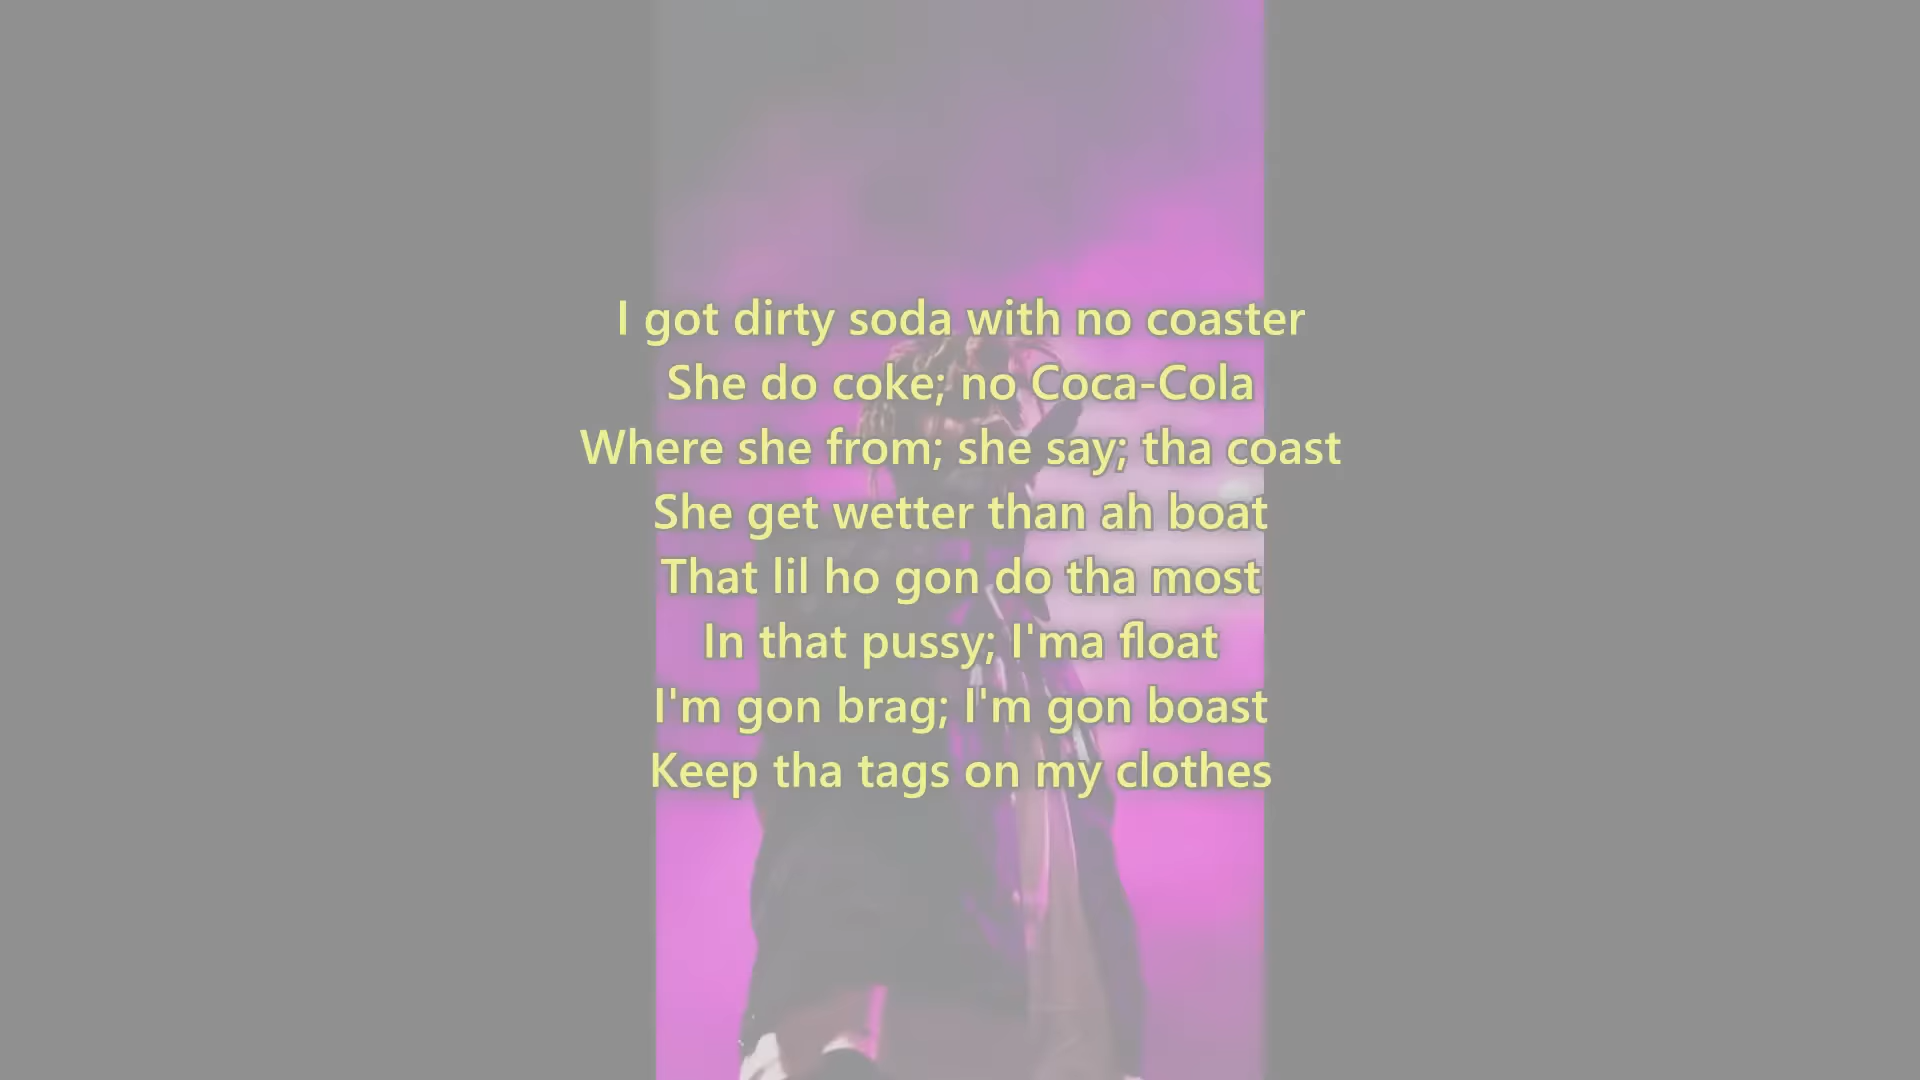 I got dirty soda with no coaster
She do coke; no Coca-Cola
Where she from; she say; tha coast
She get wetter than ah boat
That lil ho gon do tha most
In that pussy; I'ma float
I'm gon brag; I'm gon boast
Keep tha tags on my clothes